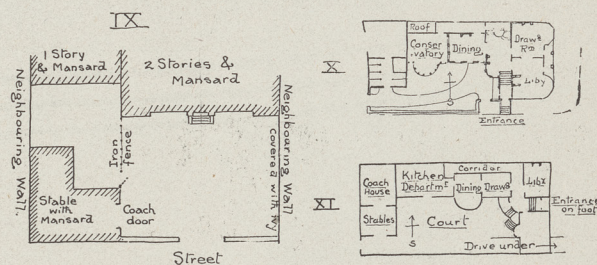 IX
1 Story
& Mansard
2 Stories &
Mansard
Neighbouring Wall.
Iron
fence
Neighbouring Wall
covered with Ivy
Stable
with
Mansard
Coach
door
Street
X
Roof
Conser
vatory
Dining
Drawg
Rm
Liby
S
Entrance
XI
Coach
House
Kitchen
Departmt
Corridor
Dining
Drawg
Liby
Entrance
on foot
Stables
Court
S
Drive under